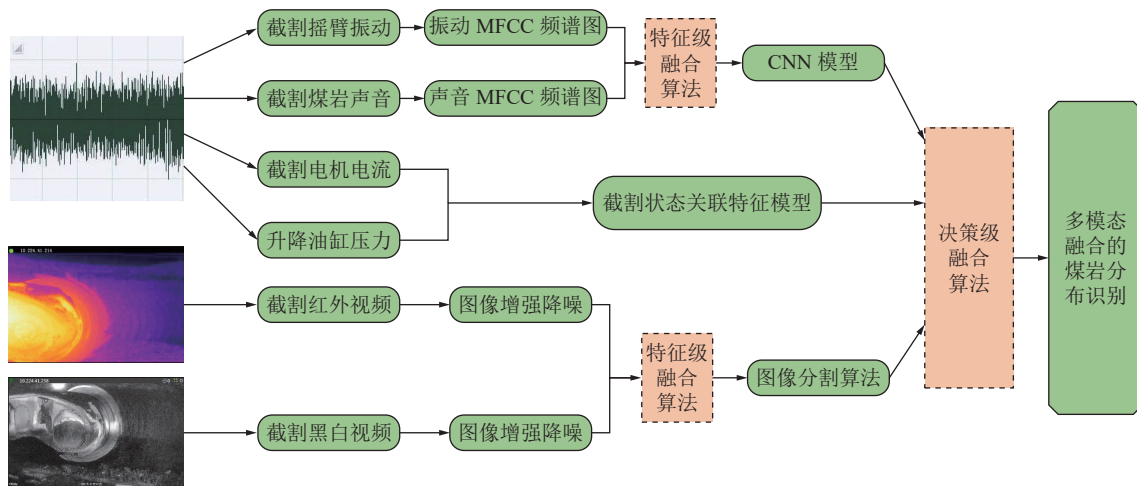 截割摇臂振动
振动 MFCC 频谱图
特征级
融合
算法
CNN 模型
截割煤岩声音
声音 MFCC 频谱图
截割电机电流
升降油缸压力
截割状态关联特征模型
决策级
融合
算法
多模态
融合的
煤岩分
布识别
截割红外视频
图像增强降噪
特征级
融合
算法
图像分割算法
截割黑白视频
图像增强降噪